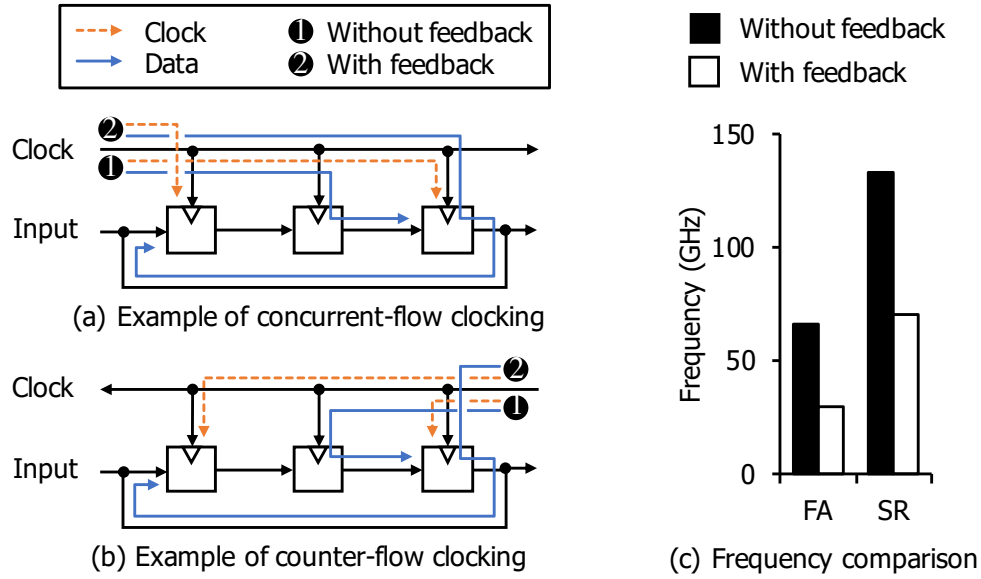 Clock
Data
❶ Without feedback
❷ With feedback
❷
Clock
❶
Input
(a) Example of concurrent-flow clocking
❷
Clock
❶
Input
(b) Example of counter-flow clocking
Without feedback
With feedback
Frequency (GHz)
150
100
50
0
FA SR
(c) Frequency comparison